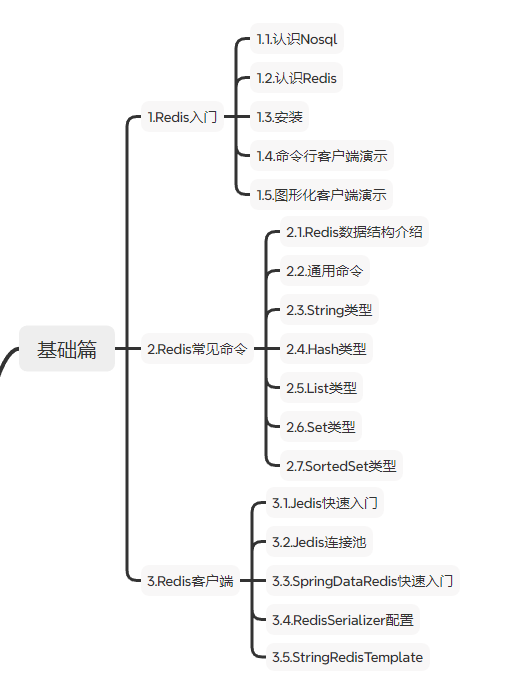 基础篇
1.Redis入门
1.1.认识Nosql
1.2.认识Redis
1.3.安装
1.4.命令行客户端演示
1.5.图形化客户端演示
2.Redis常见命令
2.1.Redis数据结构介绍
2.2.通用命令
2.3.String类型
2.4.Hash类型
2.5.List类型
2.6.Set类型
2.7.SortedSet类型
3.Redis客户端
3.1.Jedis快速入门
3.2.Jedis连接池
3.3.SpringDataRedis快速入门
3.4.RedisSerializer配置
3.5.StringRedisTemplate